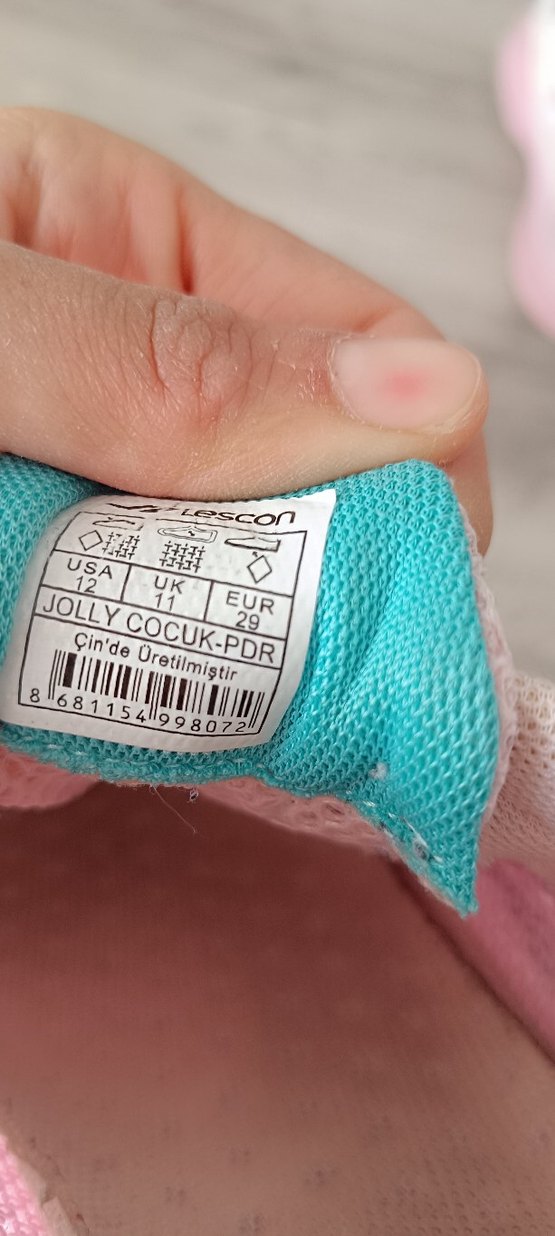 Lescon
USA UK EUR
12 11 29
JOLLY COCUK-PDR
Çin'de Üretilmiştir
8 681154 998072